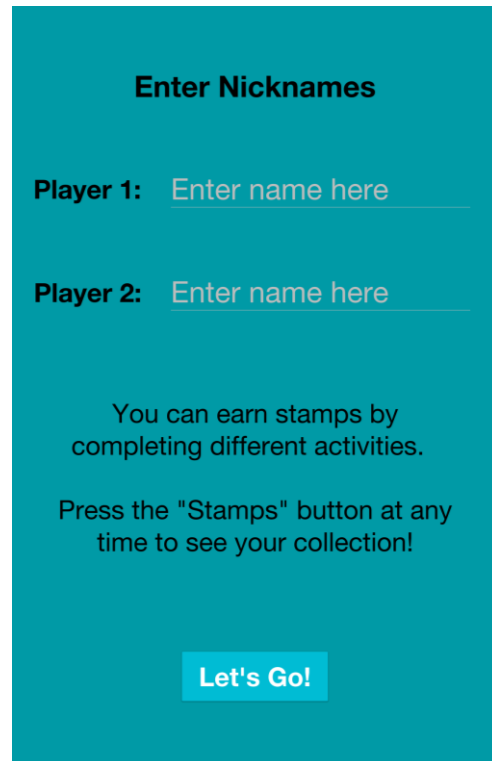 Enter Nicknames
Player 1: Enter name here
Player 2: Enter name here
You can earn stamps by
completing different activities.
Press the "Stamps" button at any
time to see your collection!
Let's Go!